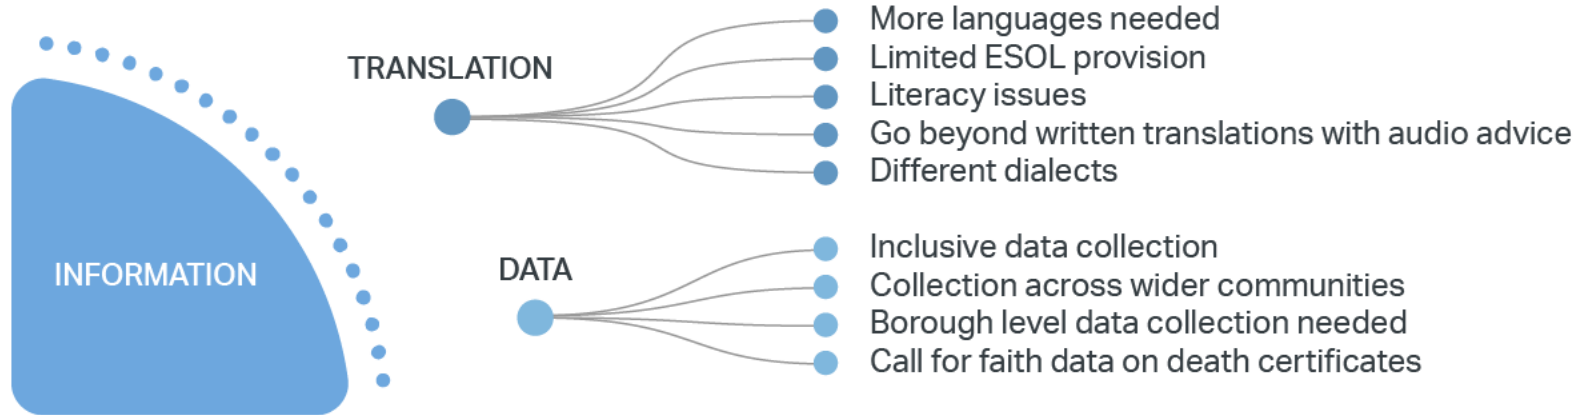 INFORMATION
TRANSLATION
More languages needed
Limited ESOL provision
Literacy issues
Go beyond written translations with audio advice
Different dialects
DATA
Inclusive data collection
Collection across wider communities
Borough level data collection needed
Call for faith data on death certificates